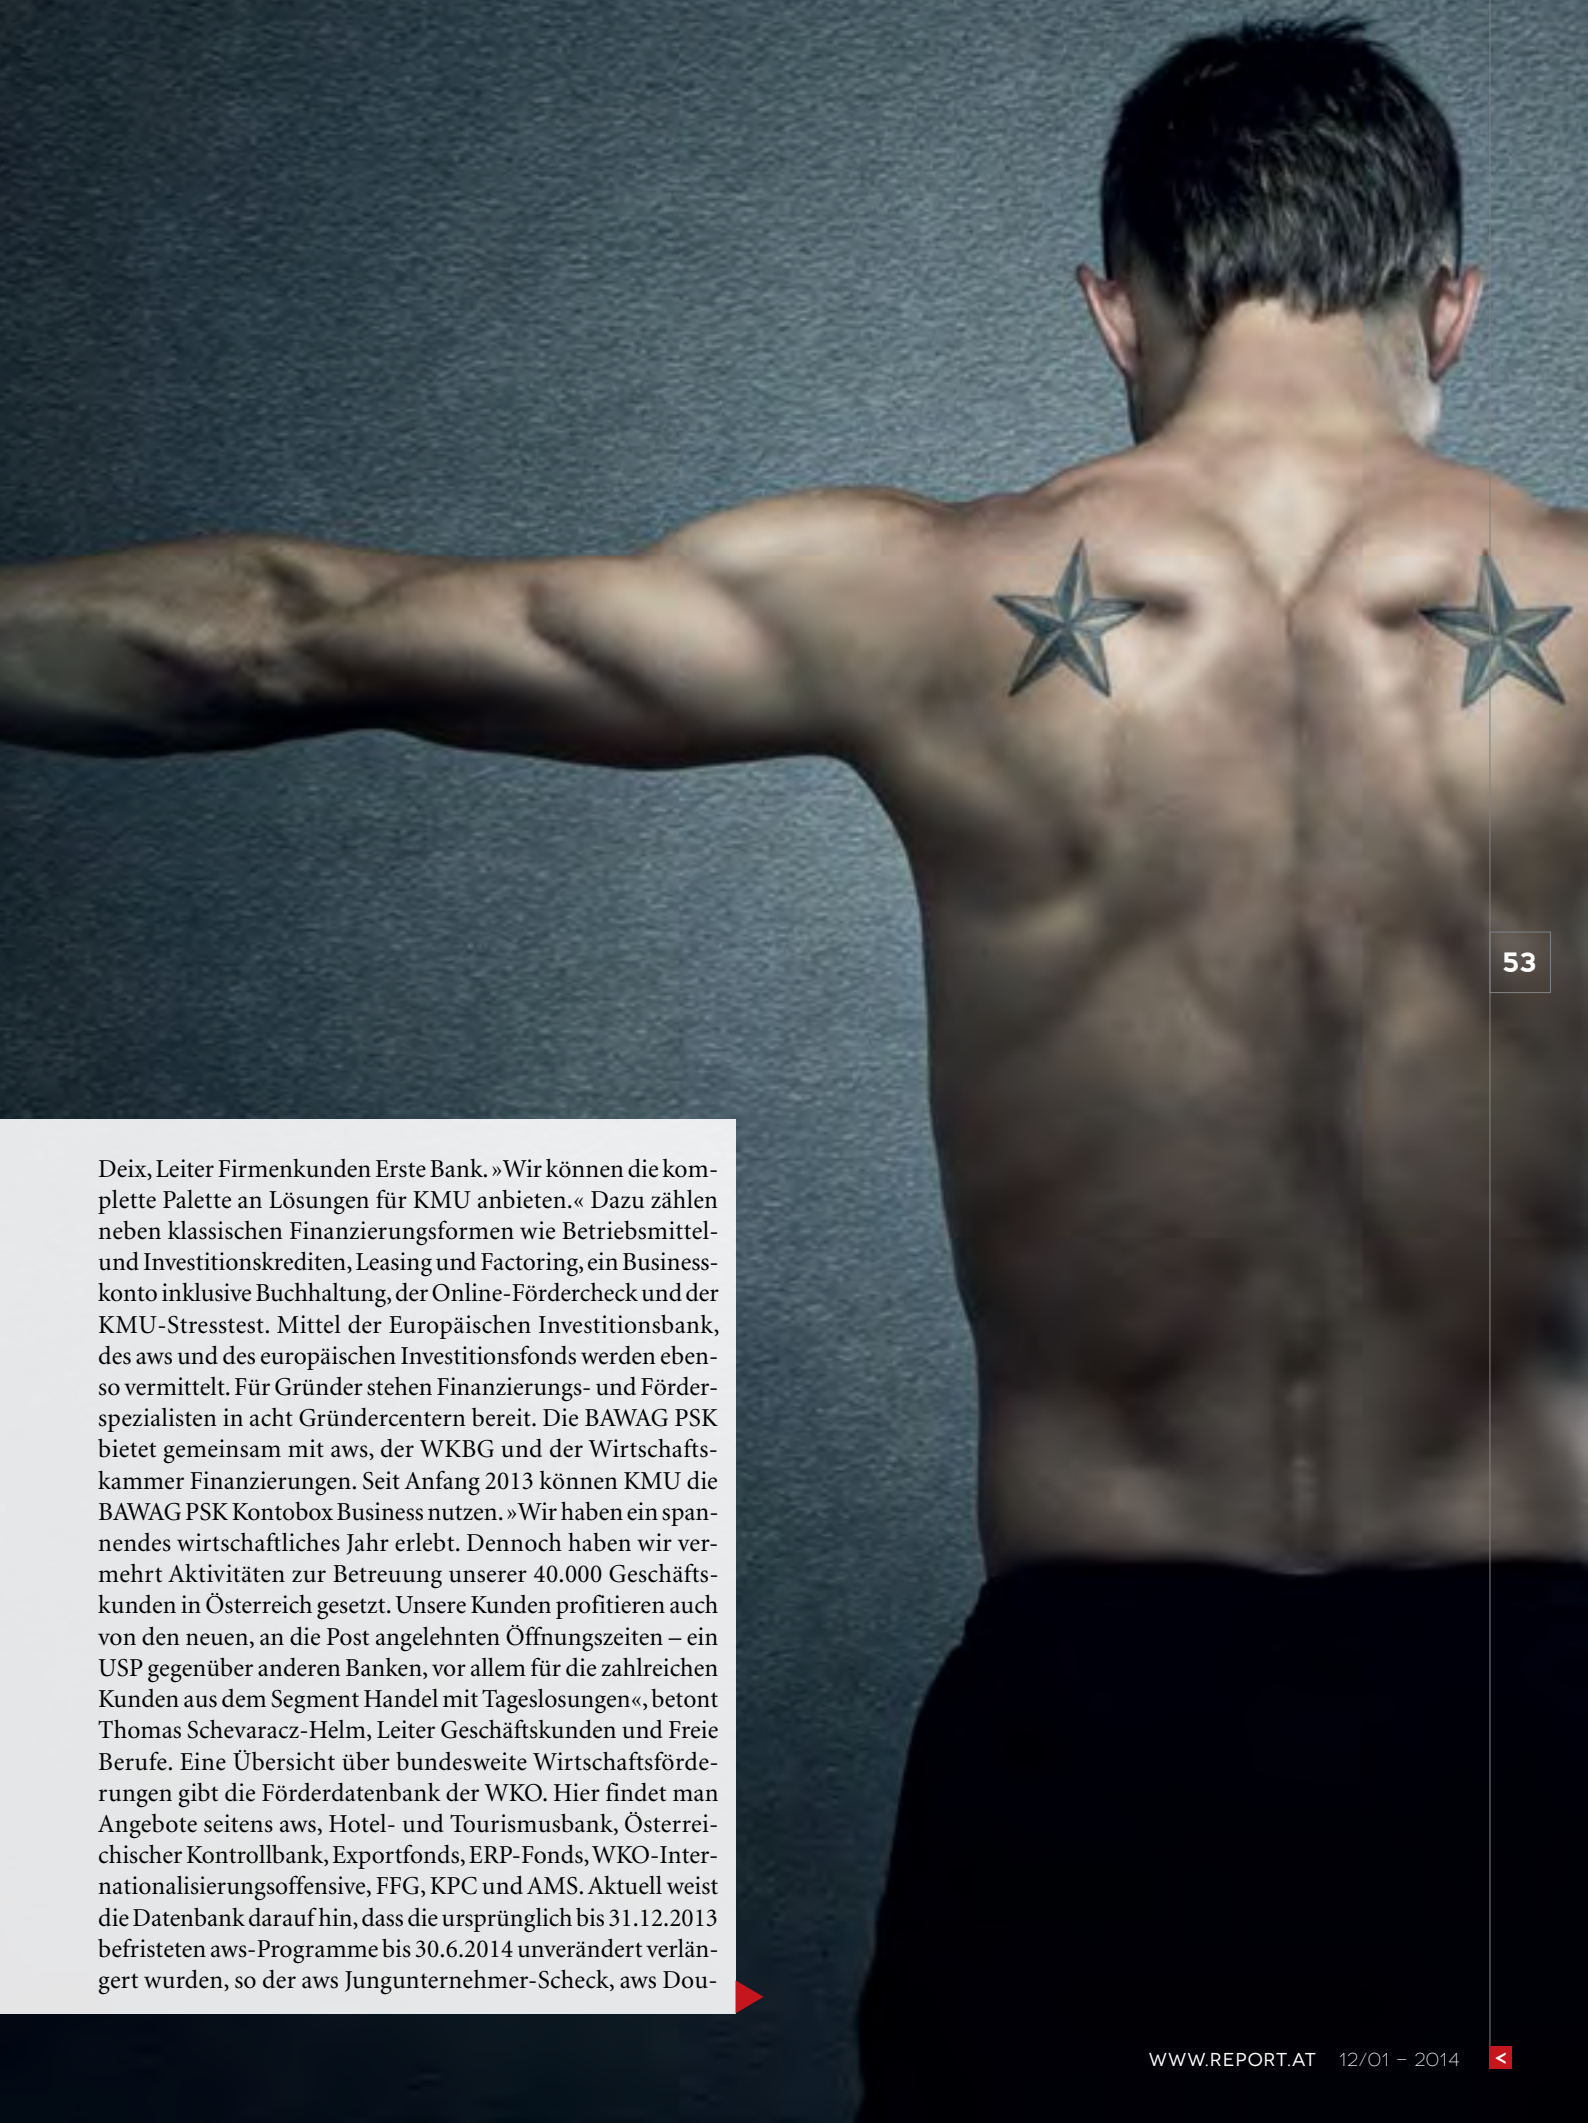 53
Deix, Leiter Firmenkunden Erste Bank. »Wir können die kom-
plette Palette an Lösungen für KMU anbieten.« Dazu zählen
neben klassischen Finanzierungsformen wie Betriebsmittel-
und Investitionskrediten, Leasing und Factoring, ein Business-
konto inklusive Buchhaltung, der Online-Fördercheck und der
KMU-Stresstest. Mittel der Europäischen Investitionsbank,
des aws und des europäischen Investitionsfonds werden eben-
so vermittelt. Für Gründer stehen Finanzierungs- und Förder-
spezialisten in acht Gründercentern bereit. Die BAWAG PSK
bietet gemeinsam mit aws, der WKBG und der Wirtschafts-
kammer Finanzierungen. Seit Anfang 2013 können KMU die
BAWAG PSK Kontobox Business nutzen. »Wir haben ein span-
nendes wirtschaftliches Jahr erlebt. Dennoch haben wir ver-
mehrt Aktivitäten zur Betreuung unserer 40.000 Geschäfts-
kunden in Österreich gesetzt. Unsere Kunden profitieren auch
von den neuen, an die Post angelehnten Öffnungszeiten – ein
USP gegenüber anderen Banken, vor allem für die zahlreichen
Kunden aus dem Segment Handel mit Tageslosungen«, betont
Thomas Schevaracz-Helm, Leiter Geschäftskunden und Freie
Berufe. Eine Übersicht über bundesweite Wirtschaftsförde-
rungen gibt die Förderdatenbank der WKO. Hier findet man
Angebote seitens aws, Hotel- und Tourismusbank, Österrei-
chischer Kontrollbank, Exportfonds, ERP-Fonds, WKO-Inter-
nationalisierungsoffensive, FFG, KPC und AMS. Aktuell weist
die Datenbank darauf hin, dass die ursprünglich bis 31.12.2013
befristeten aws-Programme bis 30.6.2014 unverändert verlän-
gert wurden, so der aws Jungunternehmer-Scheck, aws Dou-
WWW.REPORT.AT 12/01 – 2014 <